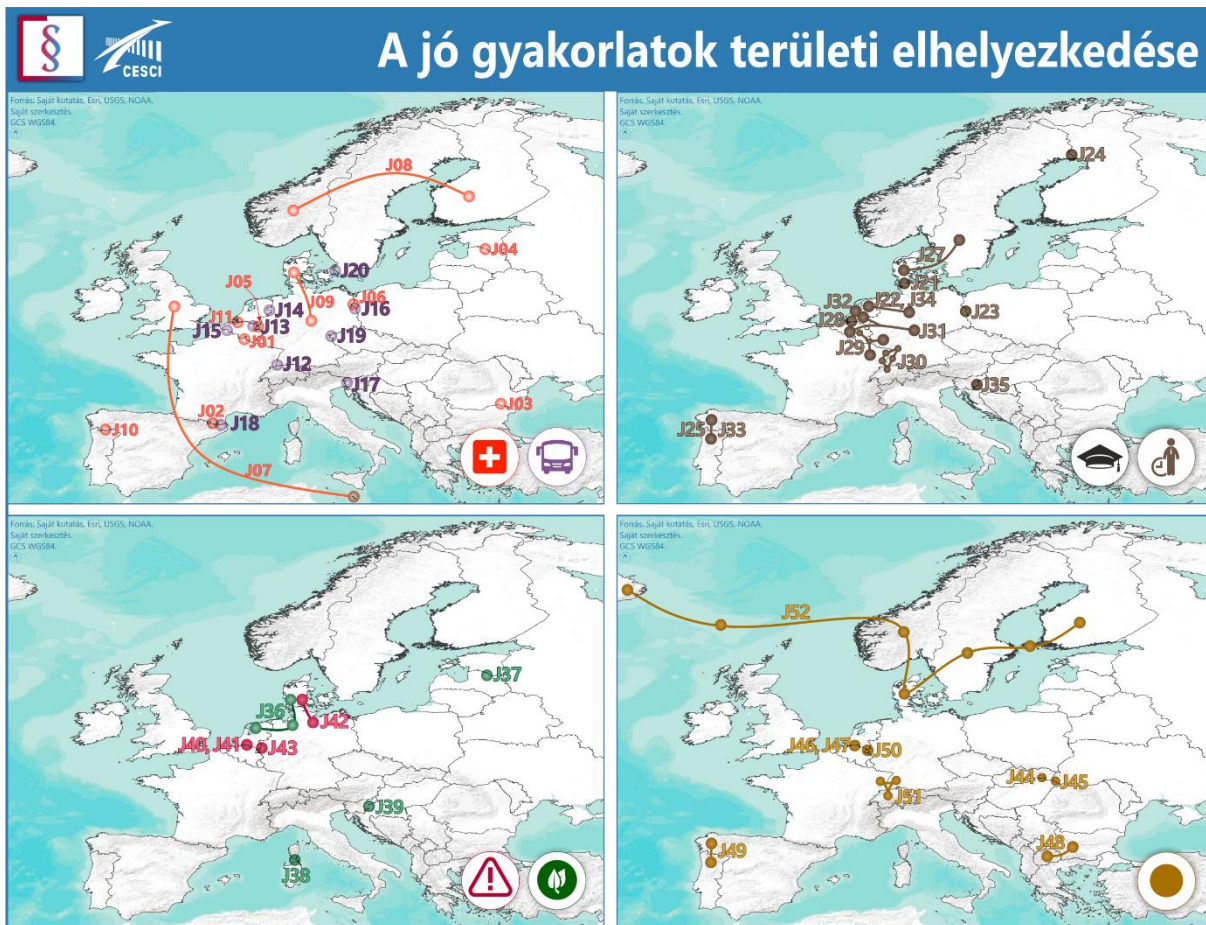 §
CESCI
A jó gyakorlatok területi elhelyezkedése
Forrás: Saját kutatás, Esri, USGS, NOAA.
Saját szerkesztés.
GCS WGS84.
J08
J04
J05
J20
J06
J14
J09
J16
J11
J13
J15
J01
J19
J12
J17
J03
J02
J18
J10
J07
Forrás: Saját kutatás, Esri, USGS, NOAA.
Saját szerkesztés.
GCS WGS84.
J24
J27
J21
J32
J22
J34
J23
J28
J31
J29
J30
J35
J25
J33
Forrás: Saját kutatás, Esri, USGS, NOAA.
Saját szerkesztés.
GCS WGS84.
J37
J36
J42
J40, J41
J43
J39
J38
Forrás: Saját kutatás, Esri, USGS, NOAA.
Saját szerkesztés.
GCS WGS84.
J52
J46, J47
J50
J44
J45
J51
J48
J49